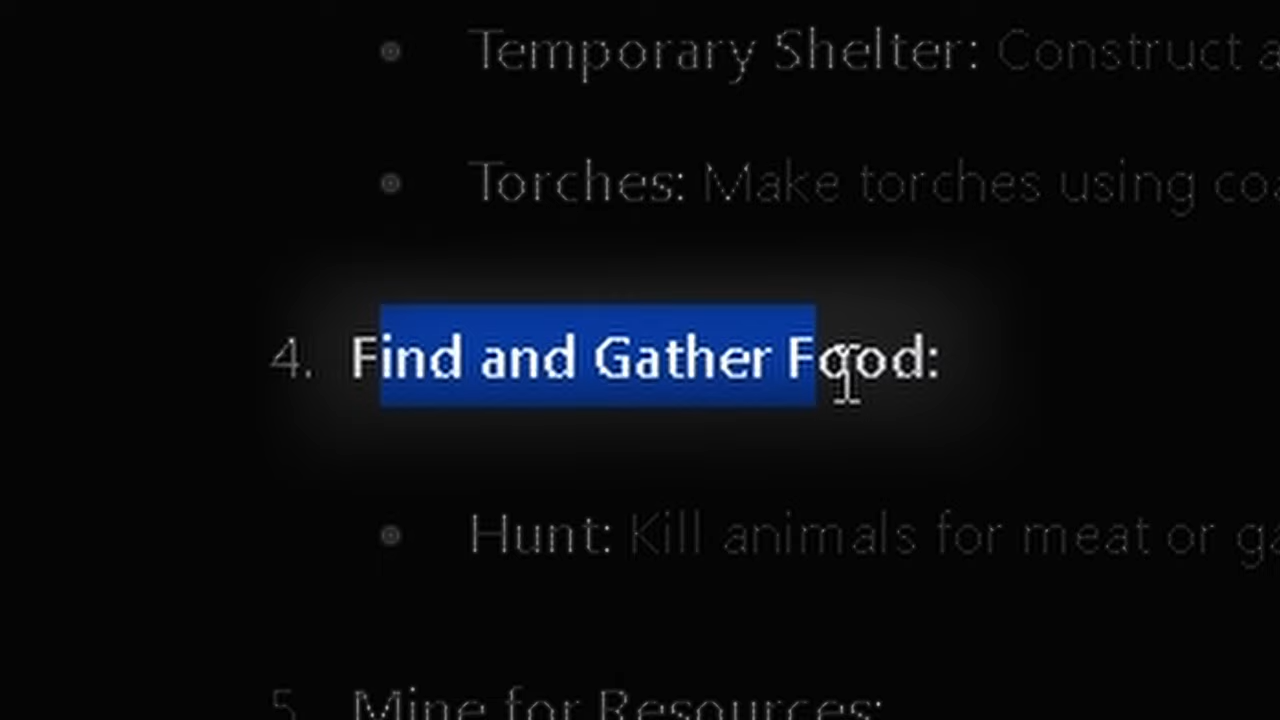 • Temporary Shelter: Construct a
• Torches: Make torches using co
4. Find and Gather Food:
• Hunt: Kill animals for meat or
5. Mine for Resources: